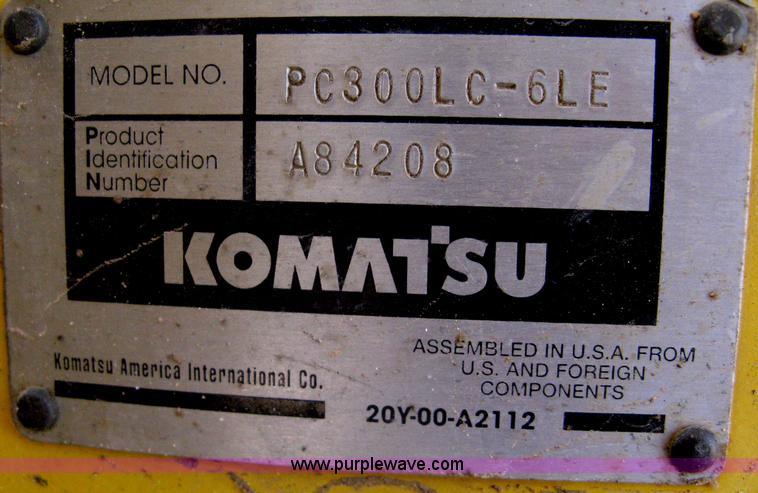 MODEL NO. PC300LC-6LE
Product
Identification
Number
A84208
KOMATSU
Komatsu America International Co.
ASSEMBLED IN U.S.A. FROM
U.S. AND FOREIGN
COMPONENTS
20Y-00-A2112
www.purplewave.com